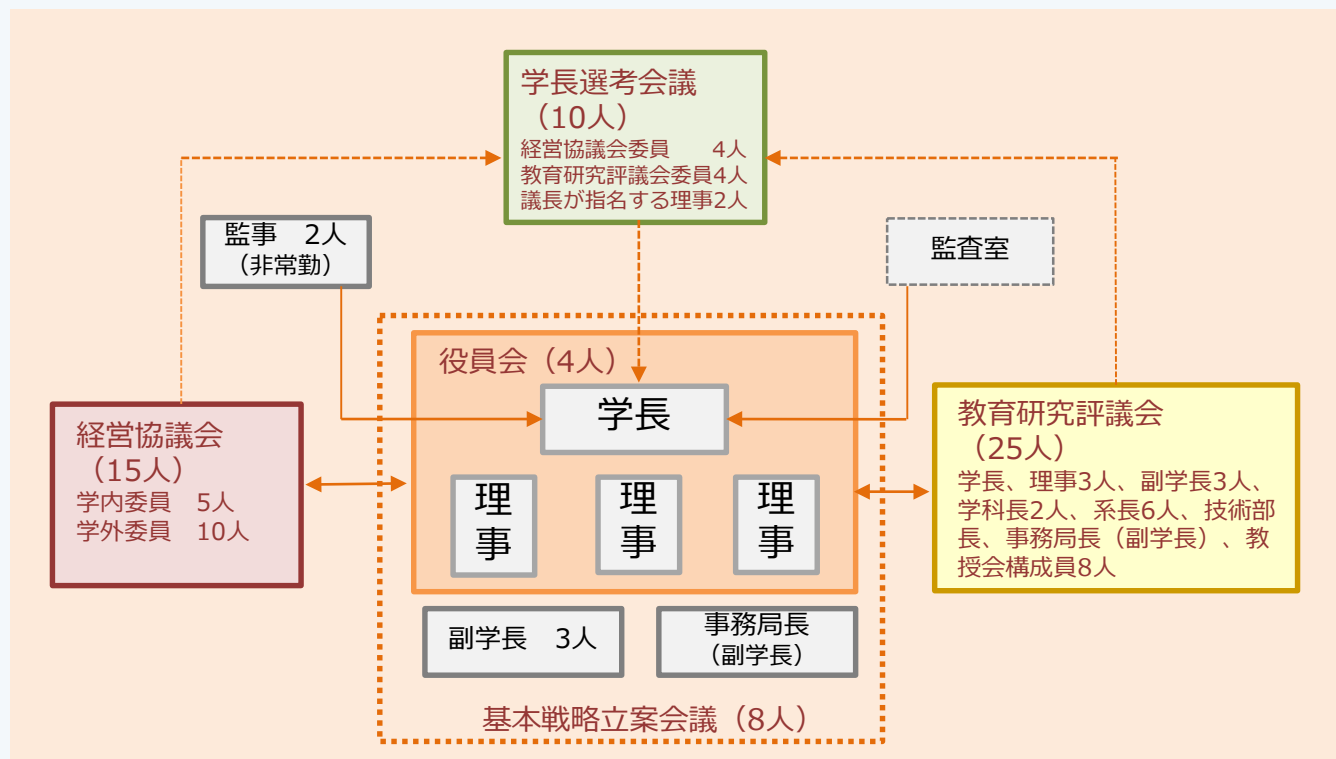 学長選考会議
（10人）
経営協議会委員　　4人
教育研究評議会委員4人
議長が指名する理事2人
監事　2人
（非常勤）
監査室
役員会（4人）
学長
理事
理事
理事
経営協議会
（15人）
学内委員　5人
学外委員　10人
教育研究評議会
（25人）
学長、理事3人、副学長3人、
学科長2人、系長6人、技術部
長、事務局長（副学長）、教
授会構成員8人
副学長　3人
事務局長
（副学長）
基本戦略立案会議（8人）